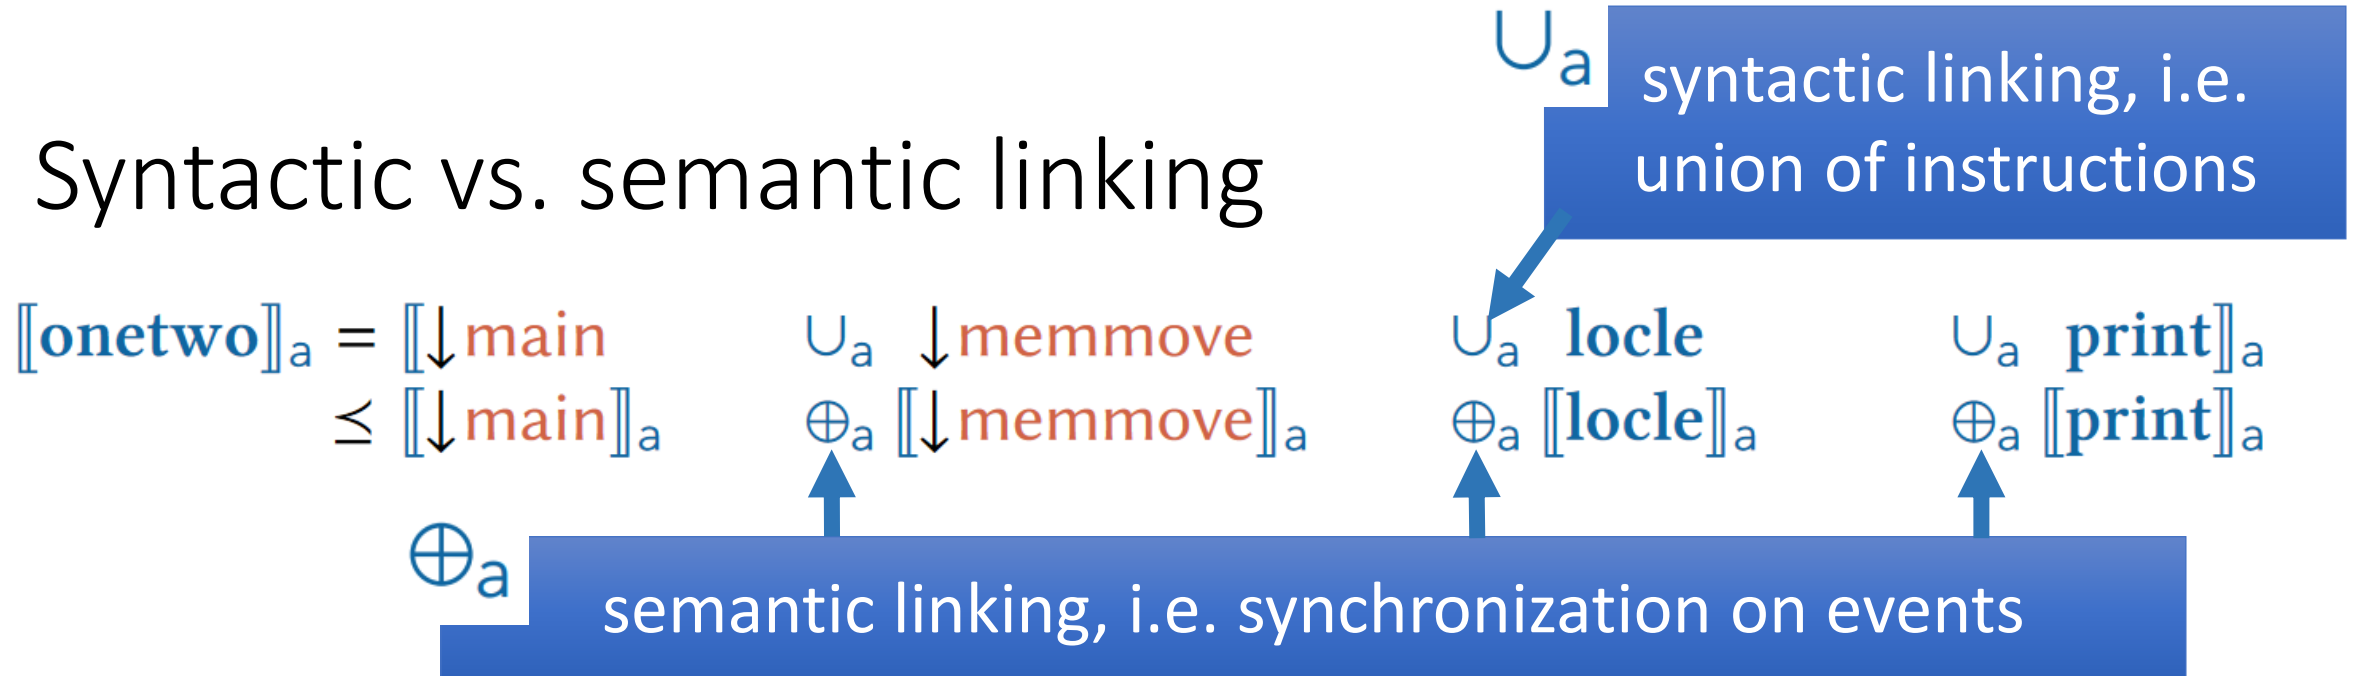 ∪a syntactic linking, i.e.
union of instructions
Syntactic vs. semantic linking
⟦onetwo⟧a = ⟦↓main ∪a ↓memmove ∪a locle ∪a print⟧a
⪯ ⟦↓main⟧a ⊕a ⟦↓memmove⟧a ⊕a ⟦locle⟧a ⊕a ⟦print⟧a
⊕a semantic linking, i.e. synchronization on events